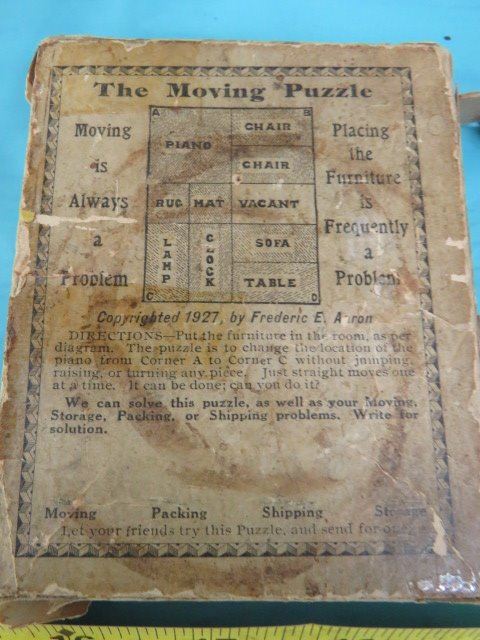 The Moving Puzzle
Moving
is
Always
a
Problem
A
B
PIANO
CHAIR
CHAIR
RUG
MAT
VACANT
LAMP
CLOCK
SOFA
TABLE
C
D
Placing
the
Furniture
is
Frequently
a
Problem
Copyrighted 1927, by Frederic E. Aaron
DIRECTIONS—Put the furniture in the room, as per
diagram. The puzzle is to change the location of the
piano from Corner A to Corner C without jumping,
raising, or turning any piece. Just straight moves one
at a time. It can be done; can you do it?
We can solve this puzzle, as well as your Moving,
Storage, Packing, or Shipping problems. Write for
solution.
Moving Packing Shipping Storage
Let your friends try this Puzzle, and send for one